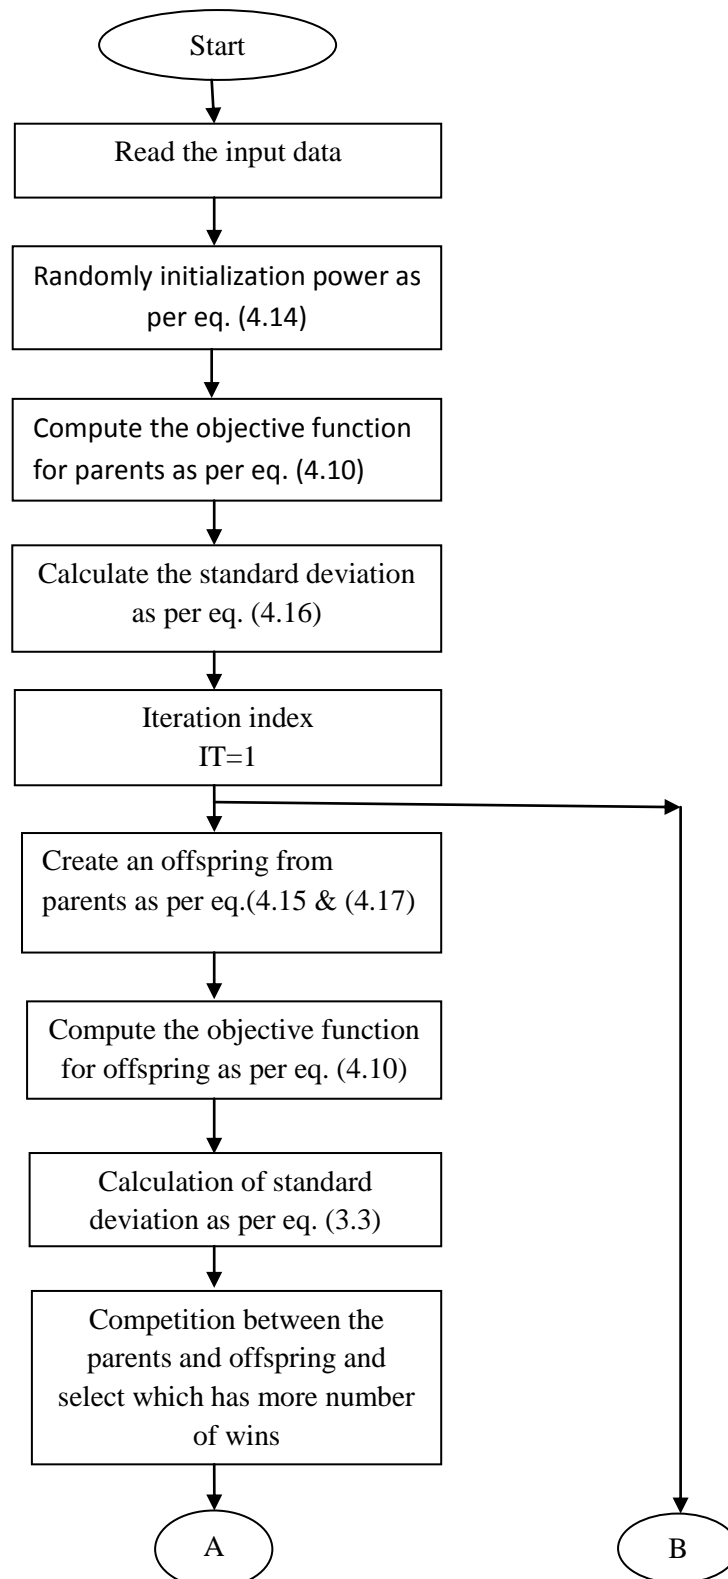 Start
Read the input data
Randomly initialization power as
per eq. (4.14)
Compute the objective function
for parents as per eq. (4.10)
Calculate the standard deviation
as per eq. (4.16)
Iteration index
IT=1
Create an offspring from
parents as per eq.(4.15 & (4.17)
Compute the objective function
for offspring as per eq. (4.10)
Calculation of standard
deviation as per eq. (3.3)
Competition between the
parents and offspring and
select which has more number
of wins
A
B